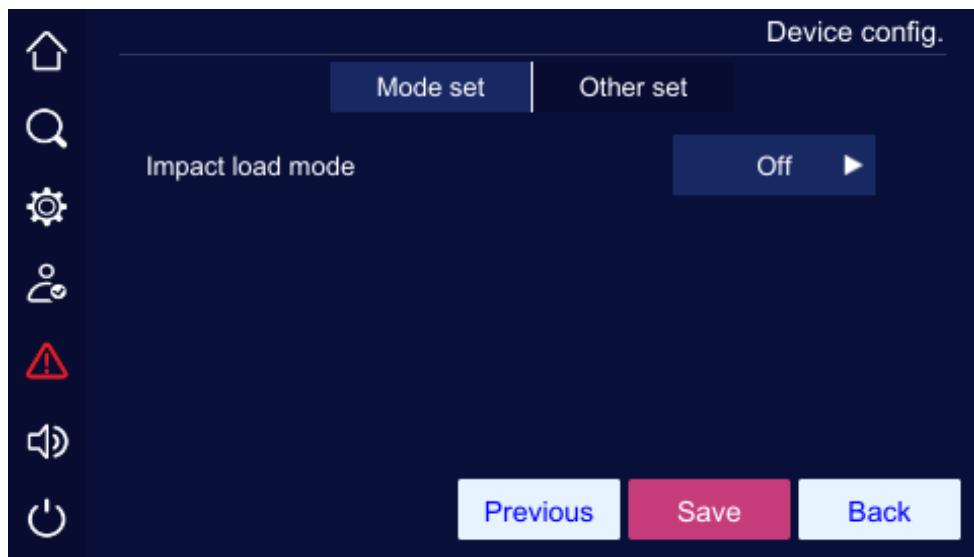 Device config.
Mode set Other set
Impact load mode Off
Previous Save Back